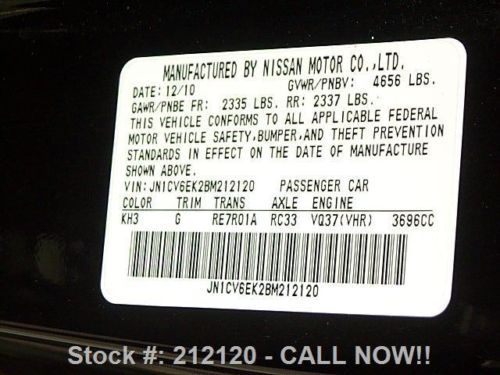 MANUFACTURED BY NISSAN MOTOR CO.,LTD.
DATE: 12/10 GVWR/PNBV: 4656 LBS.
GAWR/PNBE FR: 2335 LBS. RR: 2337 LBS.
THIS VEHICLE CONFORMS TO ALL APPLICABLE FEDERAL
MOTOR VEHICLE SAFETY,BUMPER,AND THEFT PREVENTION
STANDARDS IN EFFECT ON THE DATE OF MANUFACTURE
SHOWN ABOVE.
VIN: JN1CV6EK2BM212120 PASSENGER CAR
COLOR TRIM TRANS AXLE ENGINE
KH3 G RE7R01A RC33 VQ37(VHR) 3696CC
JN1CV6EK2BM212120
Stock #: 212120 - CALL NOW!!